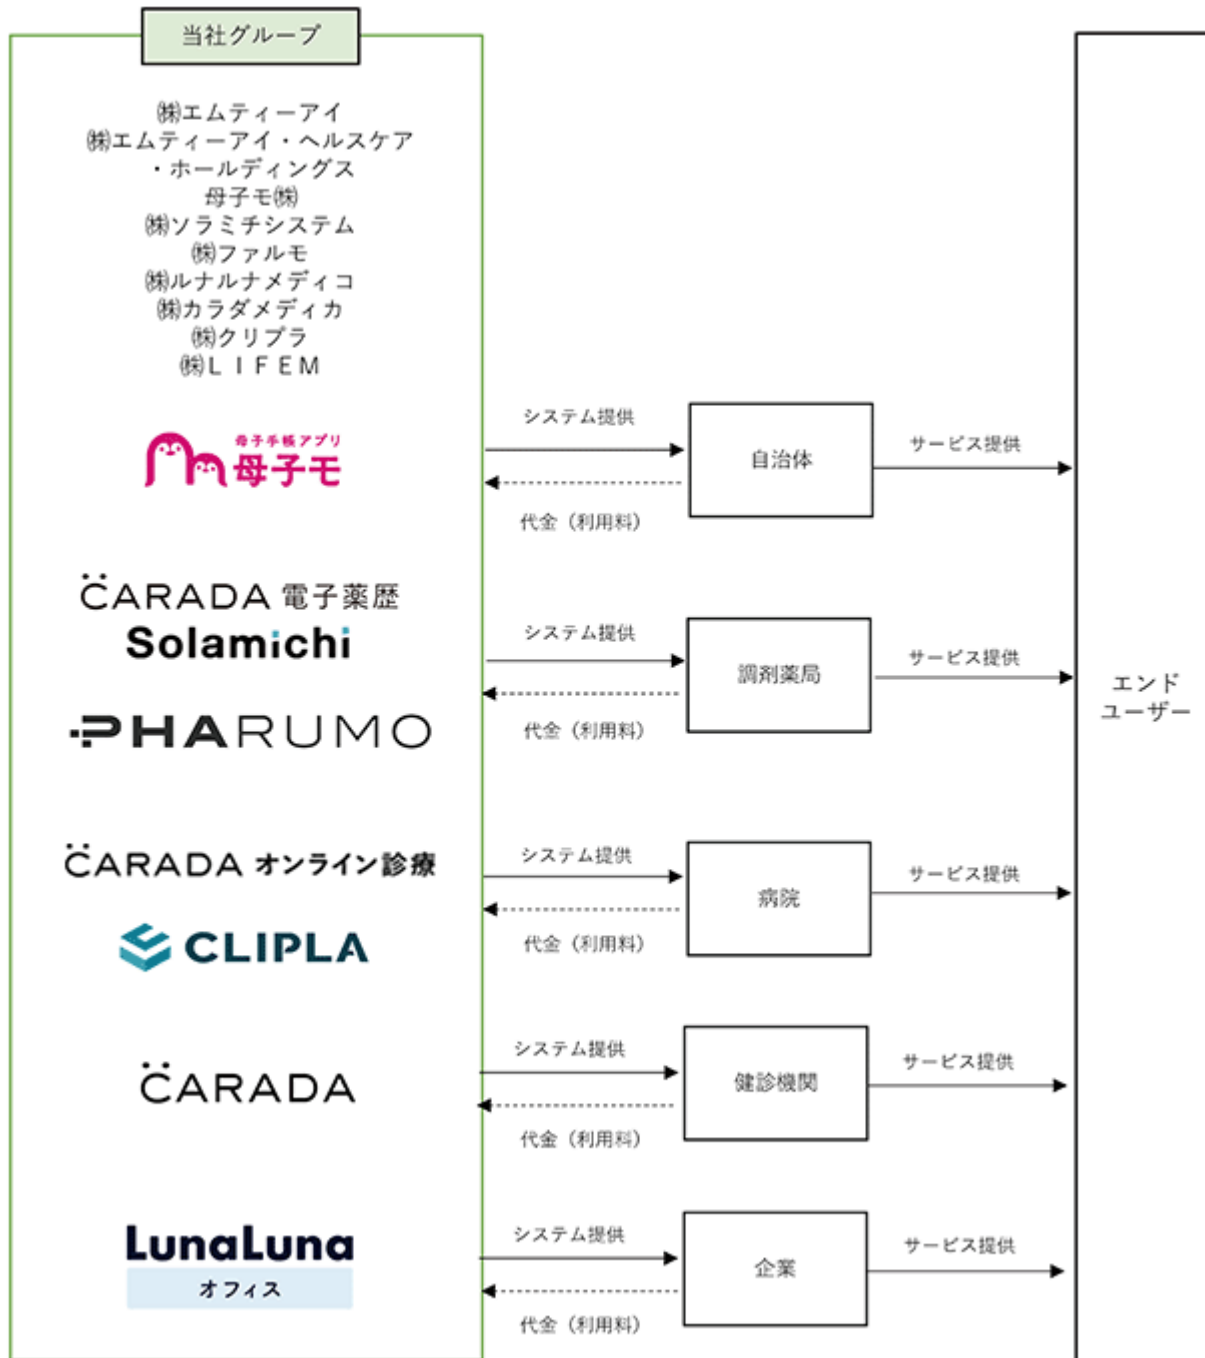 当社グループ
㈱エムティーアイ
㈱エムティーアイ・ヘルスケア
・ホールディングス
母子モ㈱
㈱ソラミチシステム
㈱ファルモ
㈱ルナルナメディコ
㈱カラダメディカ
㈱クリプラ
㈱ＬＩＦＥＭ
母子手帳アプリ
母子モ
システム提供
代金（利用料）
自治体
サービス提供
CARADA 電子薬歴
Solamichi
PHARUMO
システム提供
代金（利用料）
調剤薬局
サービス提供
エンド
ユーザー
CARADA オンライン診療
CLIPLA
システム提供
代金（利用料）
病院
サービス提供
CARADA
システム提供
代金（利用料）
健診機関
サービス提供
LunaLuna
オフィス
システム提供
代金（利用料）
企業
サービス提供